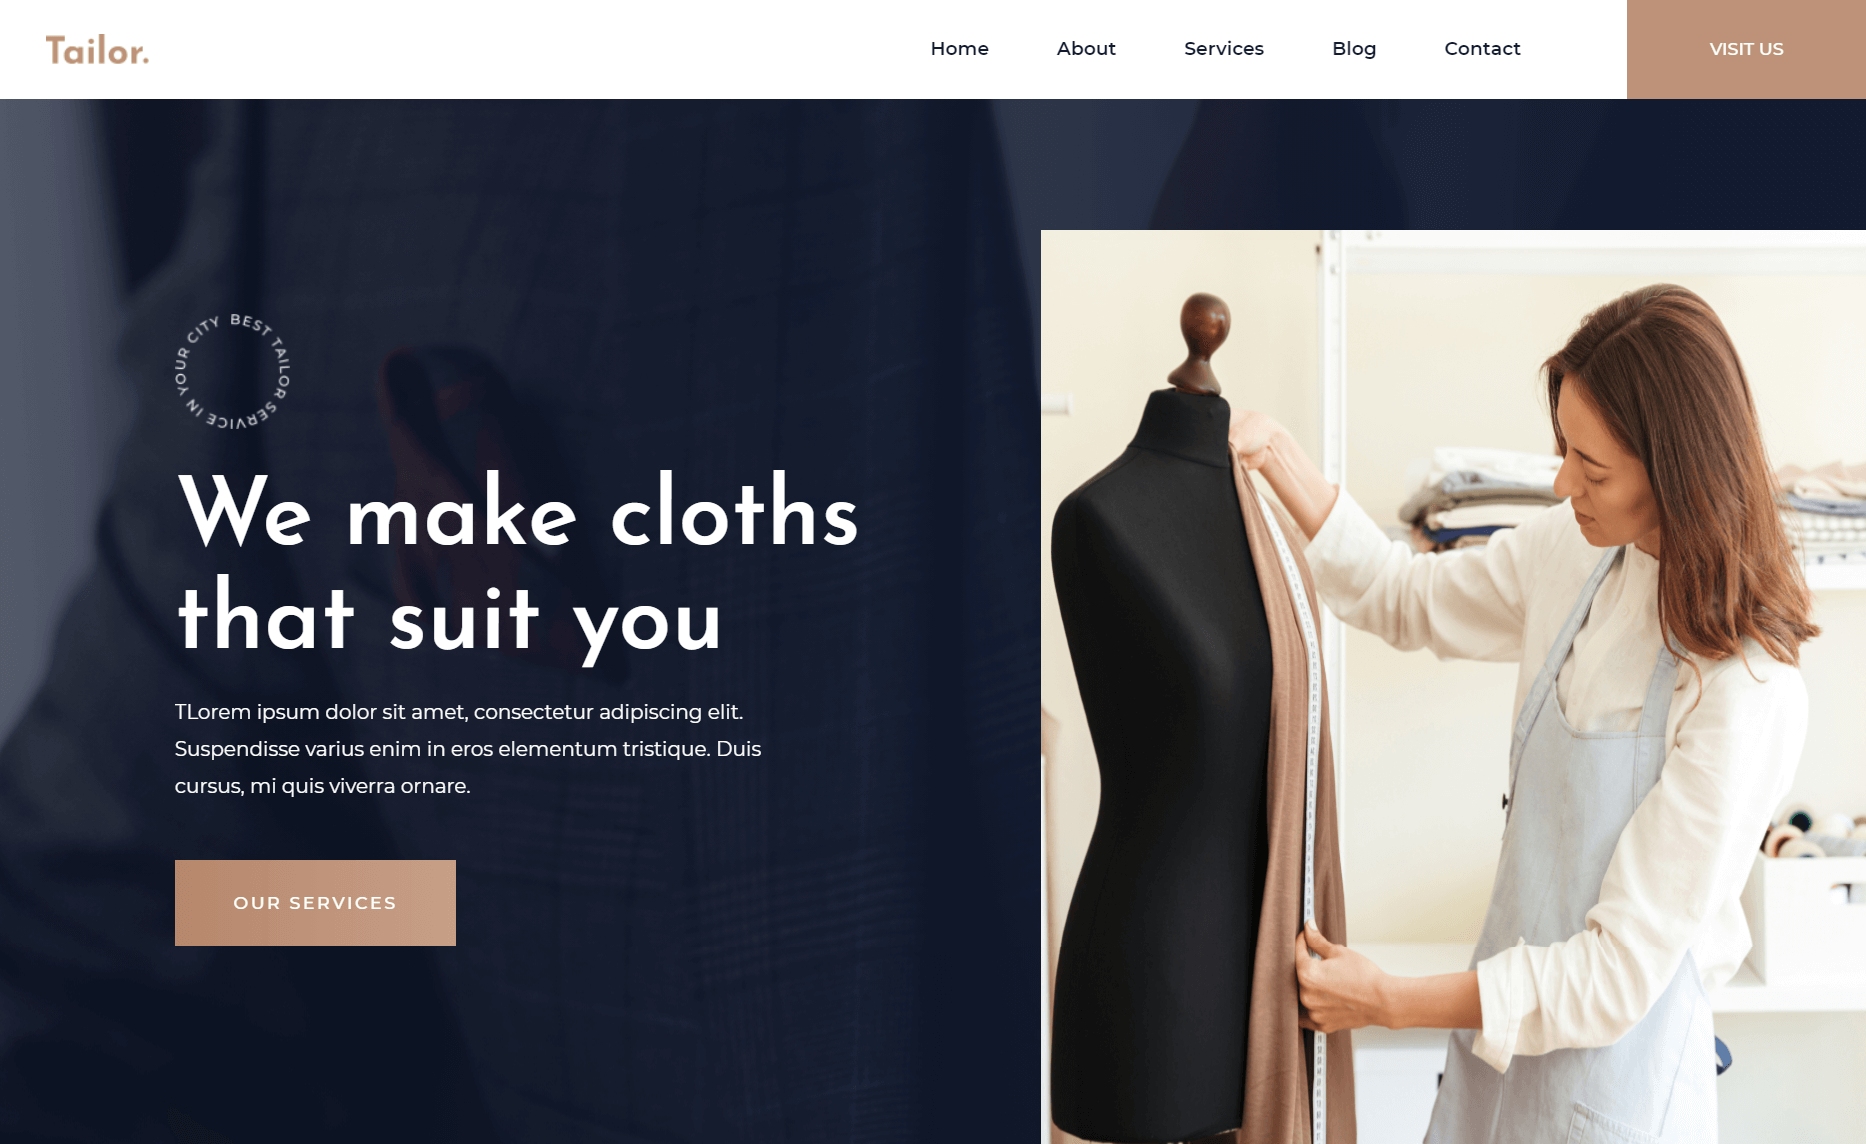 Tailor.
Home
About
Services
Blog
Contact
VISIT US
BEST TAILOR SERVICE IN YOUR CITY
We make cloths
that suit you
TLorem ipsum dolor sit amet, consectetur adipiscing elit.
Suspendisse varius enim in eros elementum tristique. Duis
cursus, mi quis viverra ornare.
OUR SERVICES